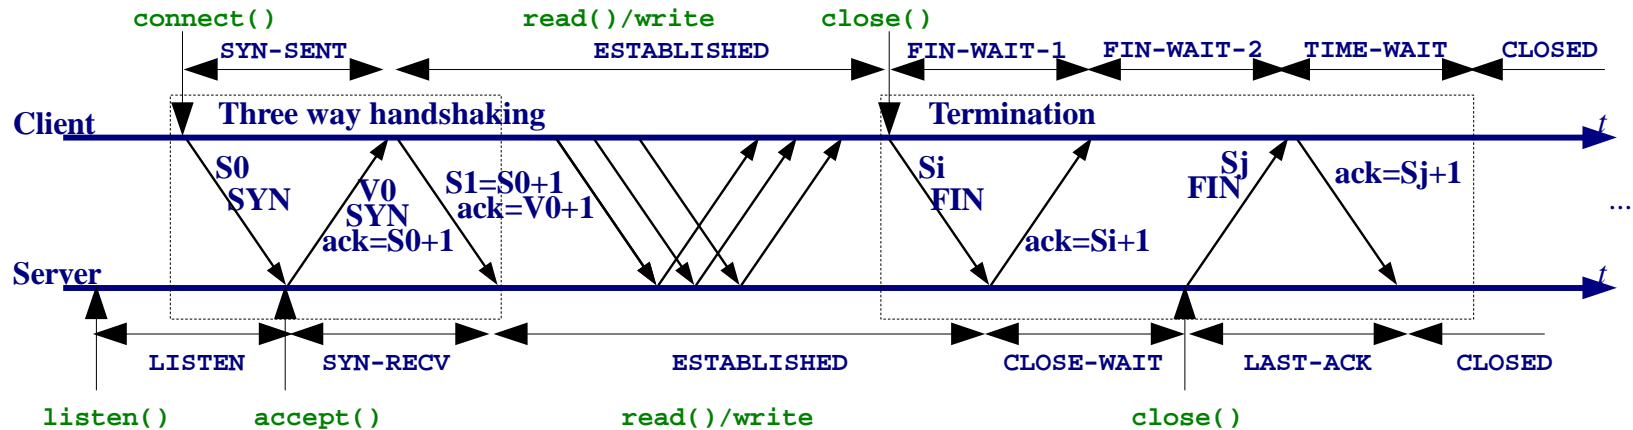 connect() read()/write close()
SYN-SENT ESTABLISHED FIN-WAIT-1 FIN-WAIT-2 TIME-WAIT CLOSED
Three way handshaking Termination
Client t
S0 Si Sj ack=Sj+1
SYN V0 S1=S0+1 FIN FIN
SYN ack=V0+1 ...
ack=S0+1 ack=Si+1
Server t
LISTEN SYN-RECV ESTABLISHED CLOSE-WAIT LAST-ACK CLOSED
listen() accept() read()/write close()